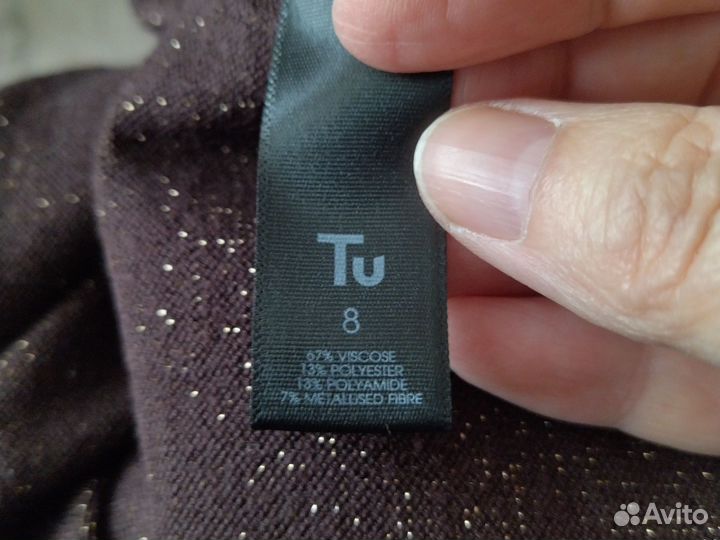 Tu
8
67% VISCOSE
13% POLYESTER
13% POLYAMIDE
7% METALLISED FIBRE
Avito